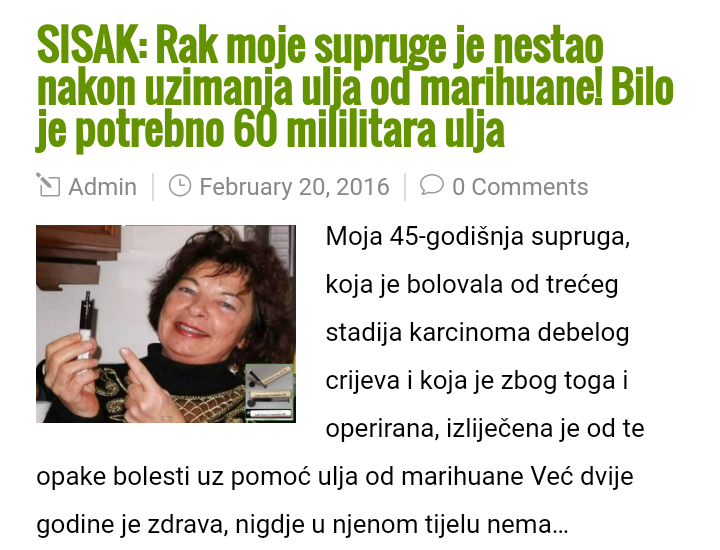 SISAK: Rak moje supruge je nestao
nakon uzimanja ulja od marihuane! Bilo
je potrebno 60 mililitara ulja
Admin
February 20, 2016
0 Comments
Moja 45-godišnja supruga,
koja je bolovala od trećeg
stadija karcinoma debelog
crijeva i koja je zbog toga i
operirana, izliječena je od te
opake bolesti uz pomoć ulja od marihuane Već dvije
godine je zdrava, nigdje u njenom tijelu nema...